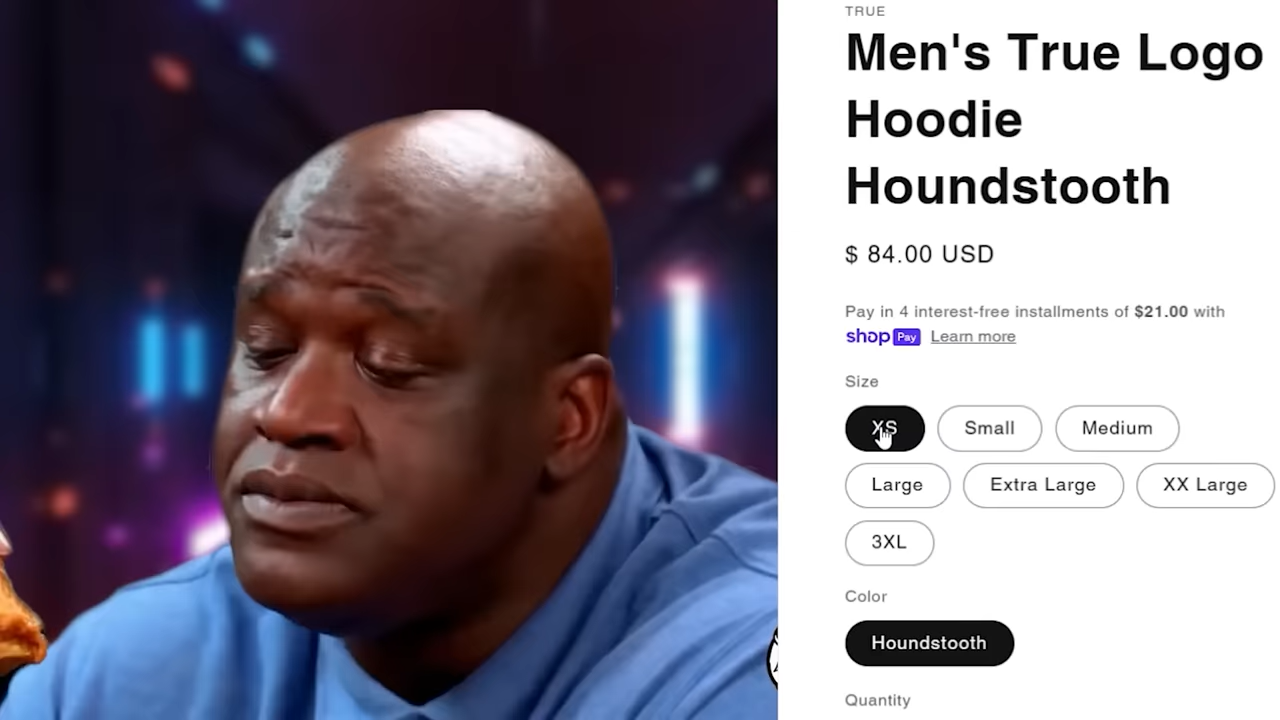 TRUE
Men's True Logo
Hoodie
Houndstooth
$ 84.00 USD
Pay in 4 interest-free installments of $21.00 with
shop Pay Learn more
Size
XS Small Medium
Large Extra Large XX Large
3XL
Color
Houndstooth
Quantity